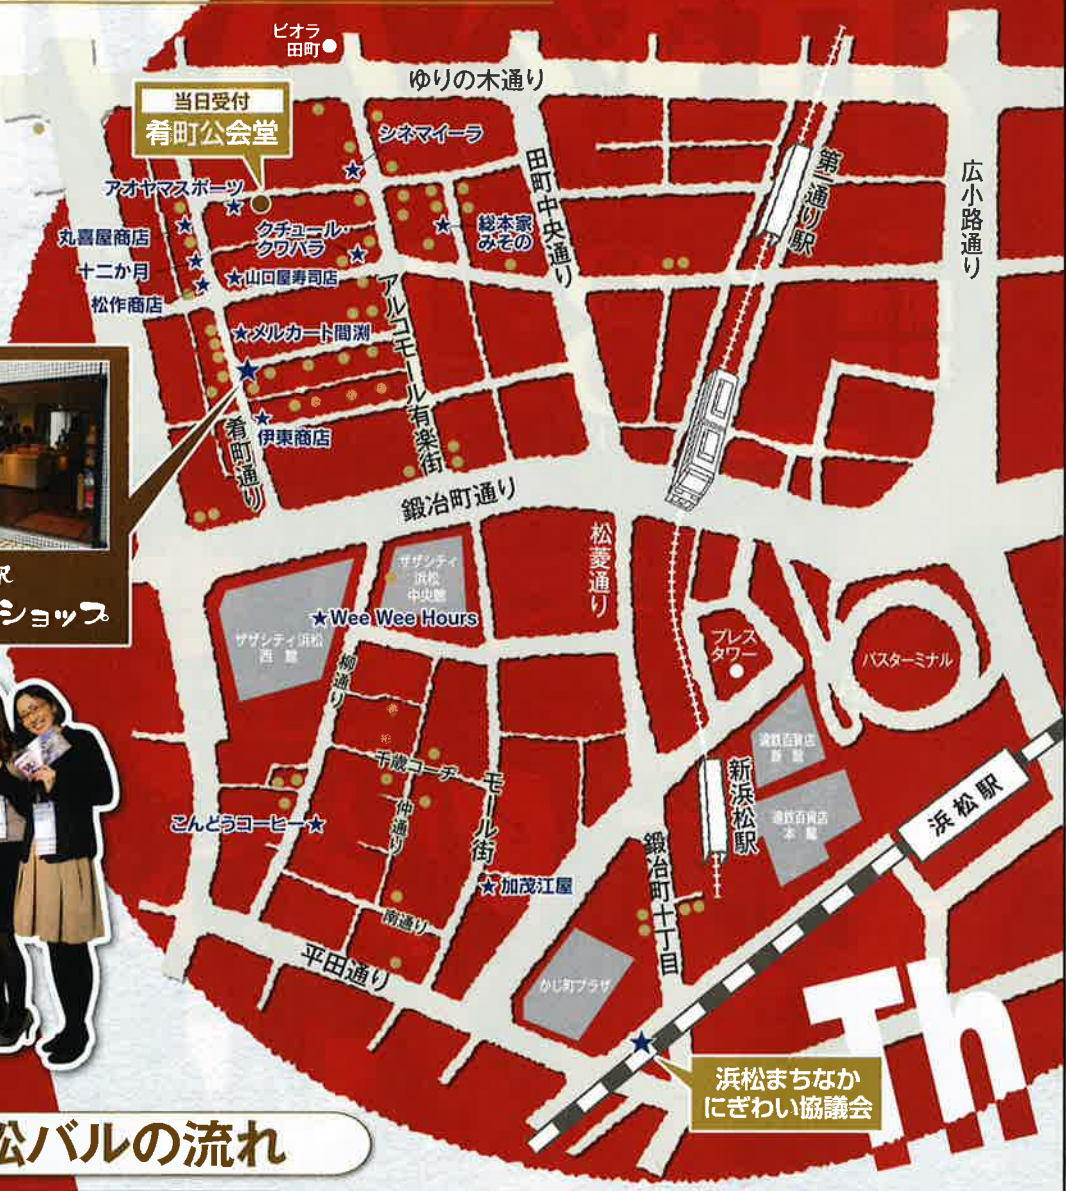 ビオラ
田町
ゆりの木通り
当日受付
肴町公会堂
シネマイーラ
田町中央通り
第一通り駅
広小路通り
アオヤマスポーツ
丸喜屋商店
クチュール・
クワハラ
総本家
みその
十二か月
山口屋寿司店
松作商店
アルコモール有楽街
メルカート間渕
伊東商店
肴町通り
鍛冶町通り
松菱通り
ザザシティ
浜松
中央館
ショップ
Wee Wee Hours
ザザシティ浜松
西館
柳通り
プレス
タワー
バスターミナル
遠鉄百貨店
新館
千歳コーチ
モール街
新浜松駅
遠鉄百貨店
本館
浜松駅
こんどうコーヒー
仲通り
鍛冶町十丁目
加茂江屋
南通り
平田通り
かじ町プラザ
Th
浜松まちなか
にぎわい協議会
松バルの流れ